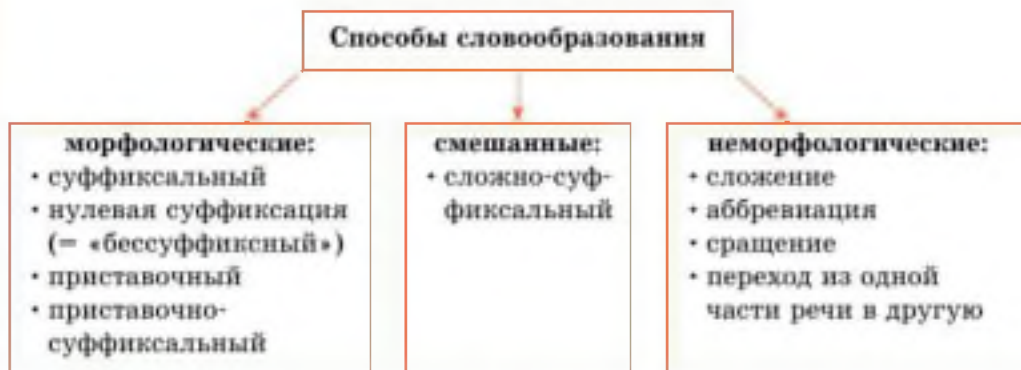 Способы словообразования
морфологические:
• суффиксальный
• нулевая суффиксация
(= «бессуффиксный»)
• приставочный
• приставочно-
суффиксальный
смешанные:
• сложно-суф-
фиксальный
неморфологические:
• сложение
• аббревиация
• сращение
• переход из одной
части речи в другую